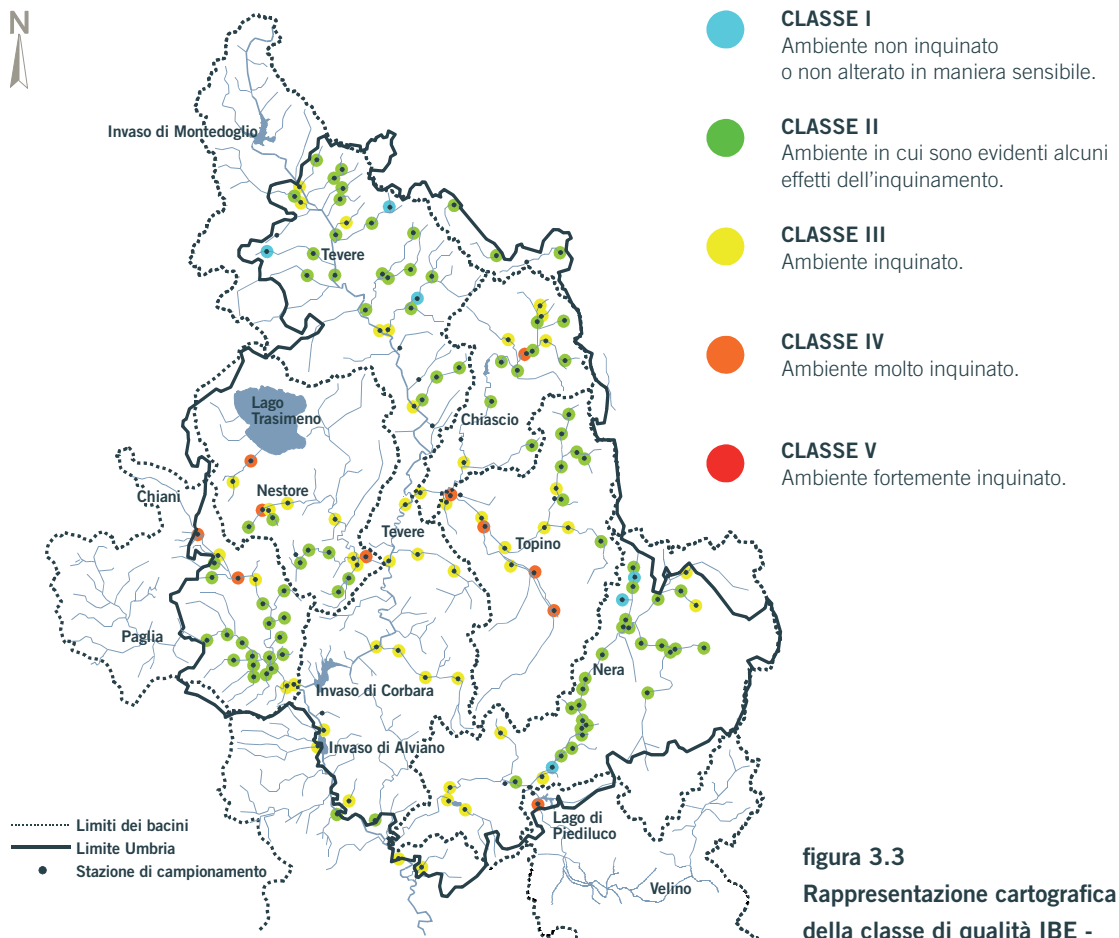 N
CLASSE I
Ambiente non inquinato
o non alterato in maniera sensibile.
CLASSE II
Ambiente in cui sono evidenti alcuni
effetti dell'inquinamento.
CLASSE III
Ambiente inquinato.
CLASSE IV
Ambiente molto inquinato.
CLASSE V
Ambiente fortemente inquinato.
Invaso di Montedoglio
Tevere
Lago
Trasimeno
Chiascio
Chiani
Nestore
Tevere
Topino
Paglia
Nera
Invaso di Corbara
Invaso di Alviano
Lago di
Piediluco
Velino
Limiti dei bacini
Limite Umbria
Stazione di campionamento
figura 3.3
Rappresentazione cartografica
della classe di qualità IBE -